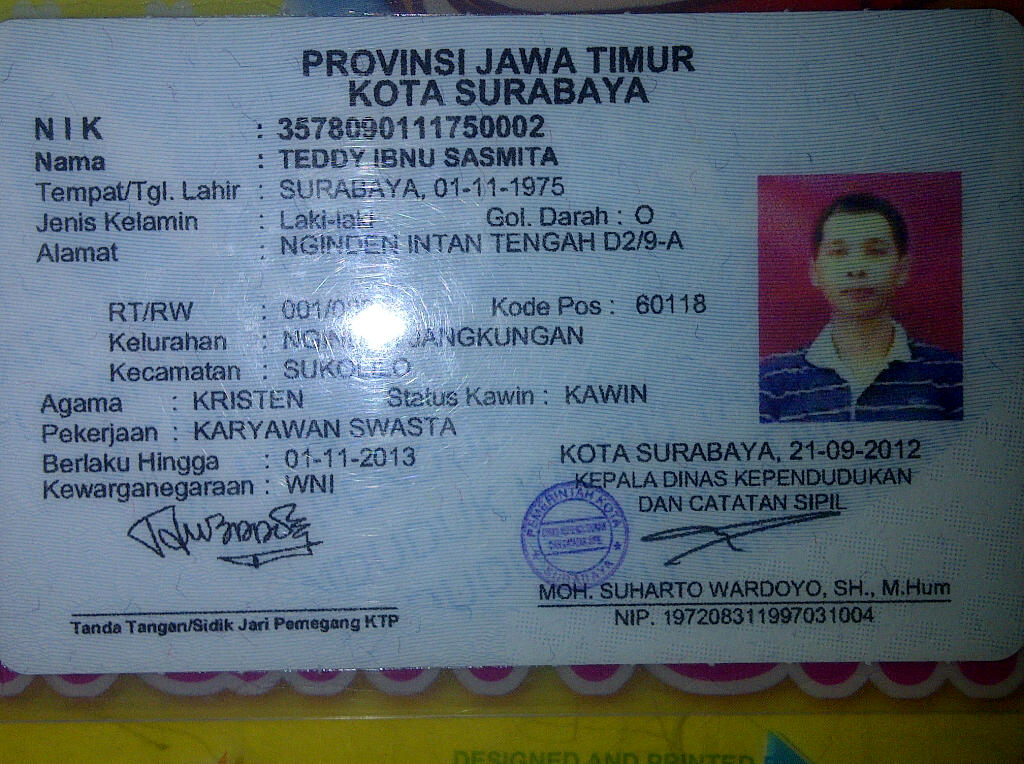 PROVINSI JAWA TIMUR
KOTA SURABAYA
NIK : 3578090111750002
Nama : TEDDY IBNU SASMITA
Tempat/Tgl. Lahir : SURABAYA, 01-11-1975
Jenis Kelamin : Laki-laki Gol. Darah : O
Alamat : NGINDEN INTAN TENGAH D2/9-A
RT/RW : 001/ Kode Pos : 60118
Kelurahan : JANGKUNGAN
Kecamatan : SUKOLILO
Agama : KRISTEN Status Kawin : KAWIN
Pekerjaan : KARYAWAN SWASTA
Berlaku Hingga : 01-11-2013
Kewarganegaraan : WNI
KOTA SURABAYA, 21-09-2012
KEPALA DINAS KEPENDUDUKAN
DAN CATATAN SIPIL
PEMERINTAH KOTA
SURABAYA
MOH. SUHARTO WARDOYO, SH., M.Hum
NIP. 197208311997031004
Tanda Tangan/Sidik Jari Pemegang KTP
DESIGNED AND PRINTED